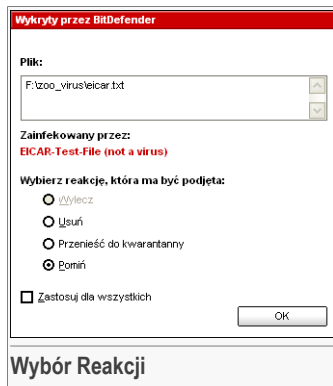 Wykryty przez BitDefender
Plik:
F:\zoo_virus\eicar.txt
Zainfekowany przez:
EICAR-Test-File (not a virus)
Wybierz reakcję, która ma być podjęta:
Wylecz
Usuń
Przenieść do kwarantanny
Pomiń
Zastosuj dla wszystkich
OK
Wybór Reakcji